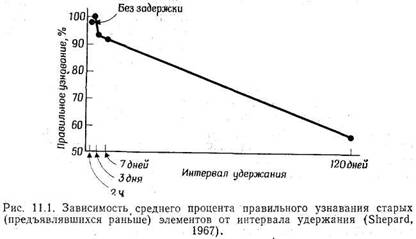 Без задержки
Правильное узнавание, %
100
90
80
70
60
50
7 дней
3 дня
2 ч
Интервал удержания
120 дней
Рис. 11.1. Зависимость среднего процента правильного узнавания старых
(предъявлявшихся раньше) элементов от интервала удержания (Shepard,
1967).